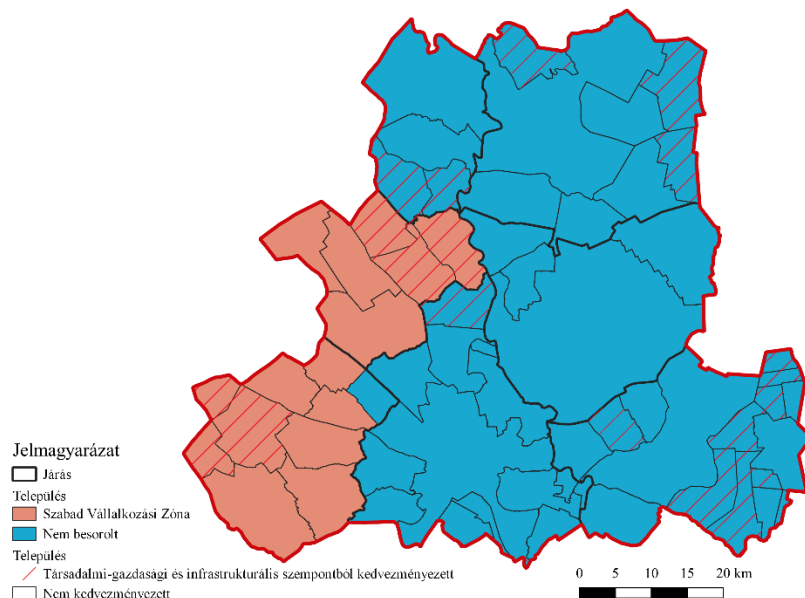 Jelmagyarázat
Járás
Település
Szabad Vállalkozási Zóna
Nem besorolt
Település
Társadalmi-gazdasági és infrastrukturális szempontból kedvezményezett
Nem kedvezményezett
0 5 10 15 20 km